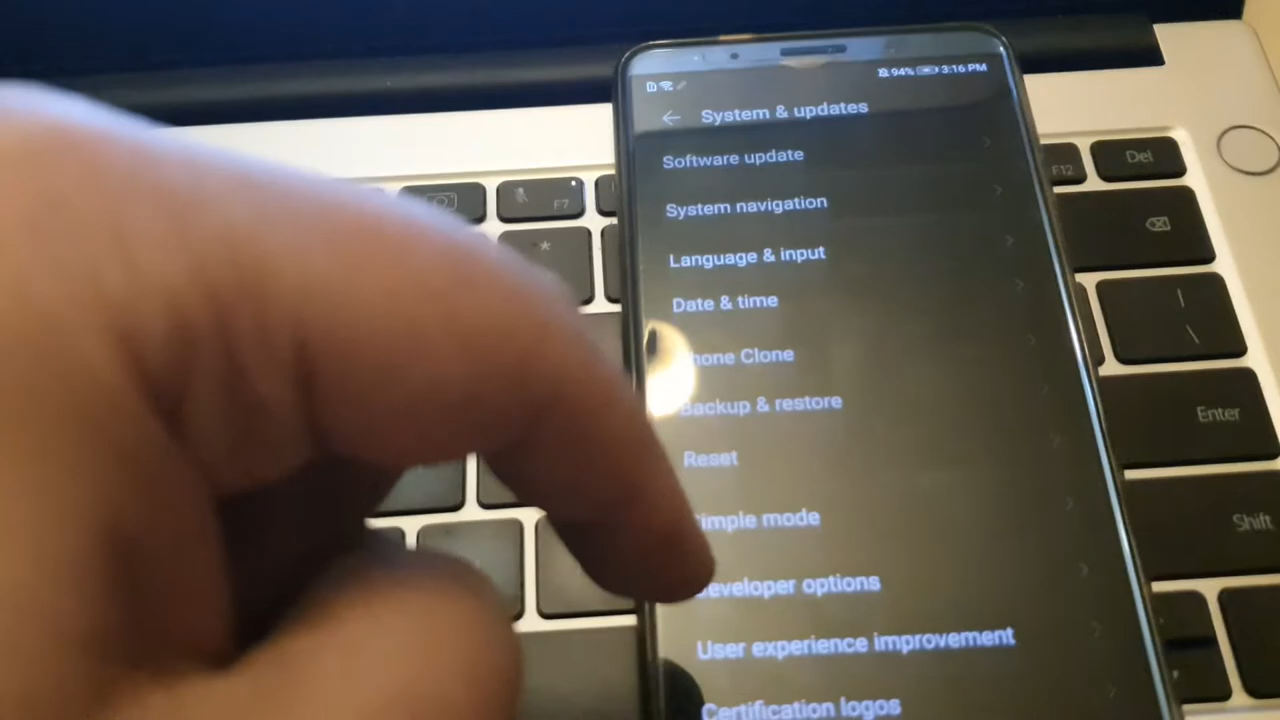 94% 3:16 PM
System & updates
Software update
System navigation
Language & input
Date & time
hone Clone
Backup & restore
Reset
imple mode
eveloper options
User experience improvement
Certification logos
F7
*
F12
Del
|
\
Enter
Shift